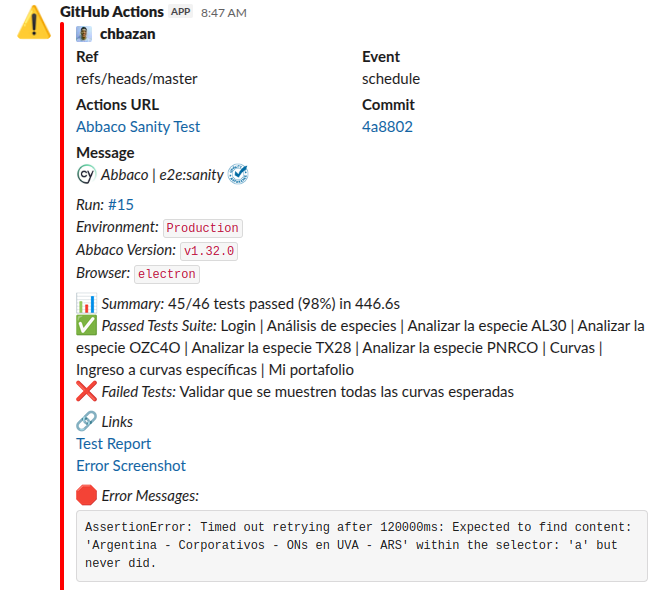 GitHub Actions APP 8:47 AM
chbazan
Ref Event
refs/heads/master schedule
Actions URL Commit
Abbaco Sanity Test 4a8802
Message
cy Abbaco | e2e:sanity
Run: #15
Environment: Production
Abbaco Version: v1.32.0
Browser: electron
Summary: 45/46 tests passed (98%) in 446.6s
Passed Tests Suite: Login | Análisis de especies | Analizar la especie AL30 | Analizar la
especie OZC4O | Analizar la especie TX28 | Analizar la especie PNRCO | Curvas |
Ingreso a curvas específicas | Mi portafolio
Failed Tests: Validar que se muestren todas las curvas esperadas
Links
Test Report
Error Screenshot
Error Messages:
AssertionError: Timed out retrying after 120000ms: Expected to find content:
'Argentina - Corporativos - ONs en UVA - ARS' within the selector: 'a' but
never did.